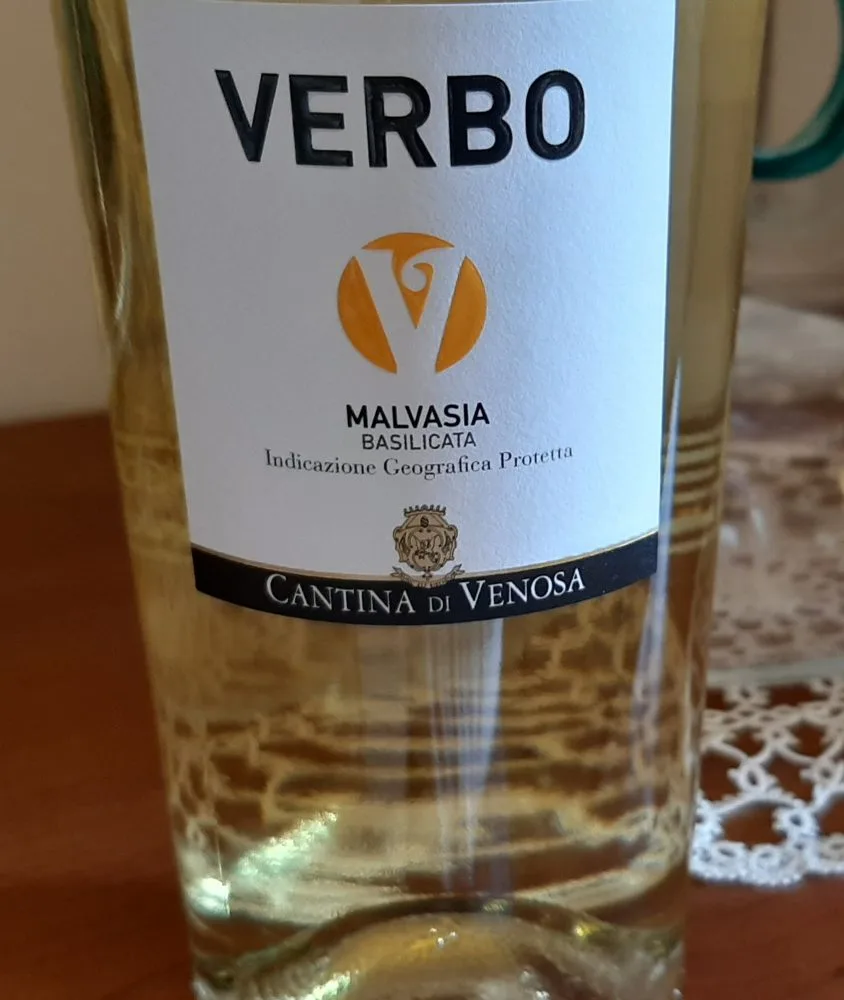 VERBO
V
MALVASIA
BASILICATA
Indicazione Geografica Protetta
CANTINA DI VENOSA